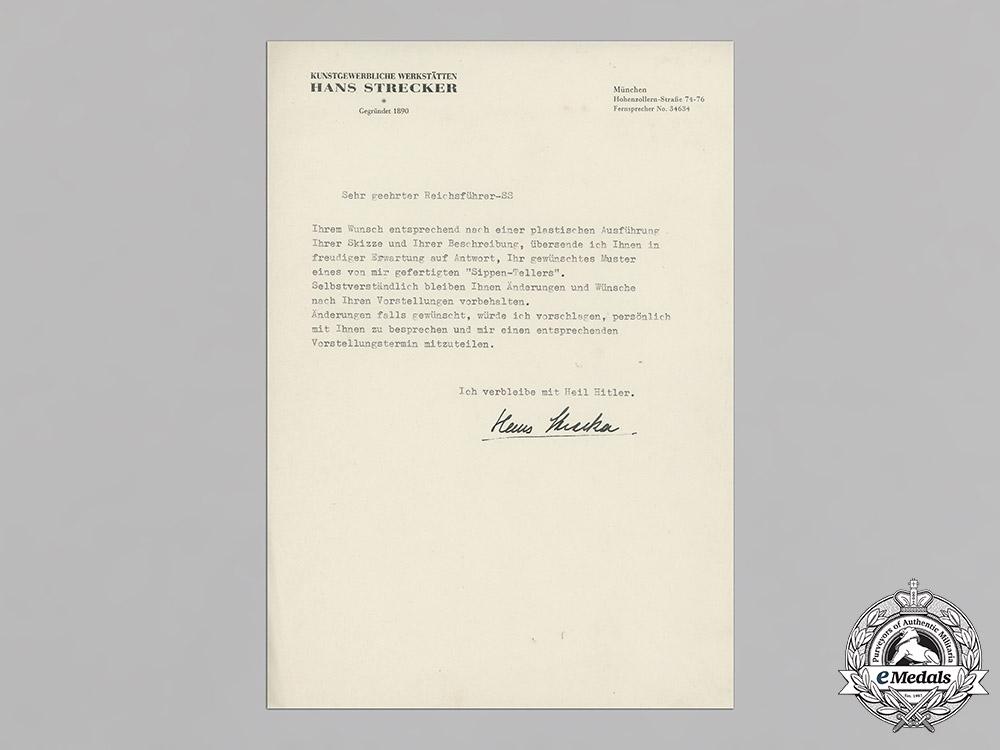 KUNSTGEWERBLICHE WERKSTÄTTEN
HANS STRECKER
*
Gegründet 1890
München
Hohenzollern-Straße 74-76
Fernsprecher No. 34634
Sehr geehrter Reichsführer-SS
Ihrem Wunsch entsprechend nach einer plastischen Ausführung
Ihrer Skizze und Ihrer Beschreibung, übersende ich Ihnen in
freudiger Erwartung auf Antwort, Ihr gewünschtes Muster
eines von mir gefertigten "Sippen-Tellers".
Selbstverständlich bleiben Ihnen Änderungen und Wünsche
nach Ihren Vorstellungen vorbehalten.
Änderungen falls gewünscht, würde ich vorschlagen, persönlich
mit Ihnen zu besprechen und mir einen entsprechenden
Vorstellungstermin mitzuteilen.
Ich verbleibe mit Heil Hitler.
Hans Strecker
Purveyors of Authentic Militaria
eMedals
Est. 1967